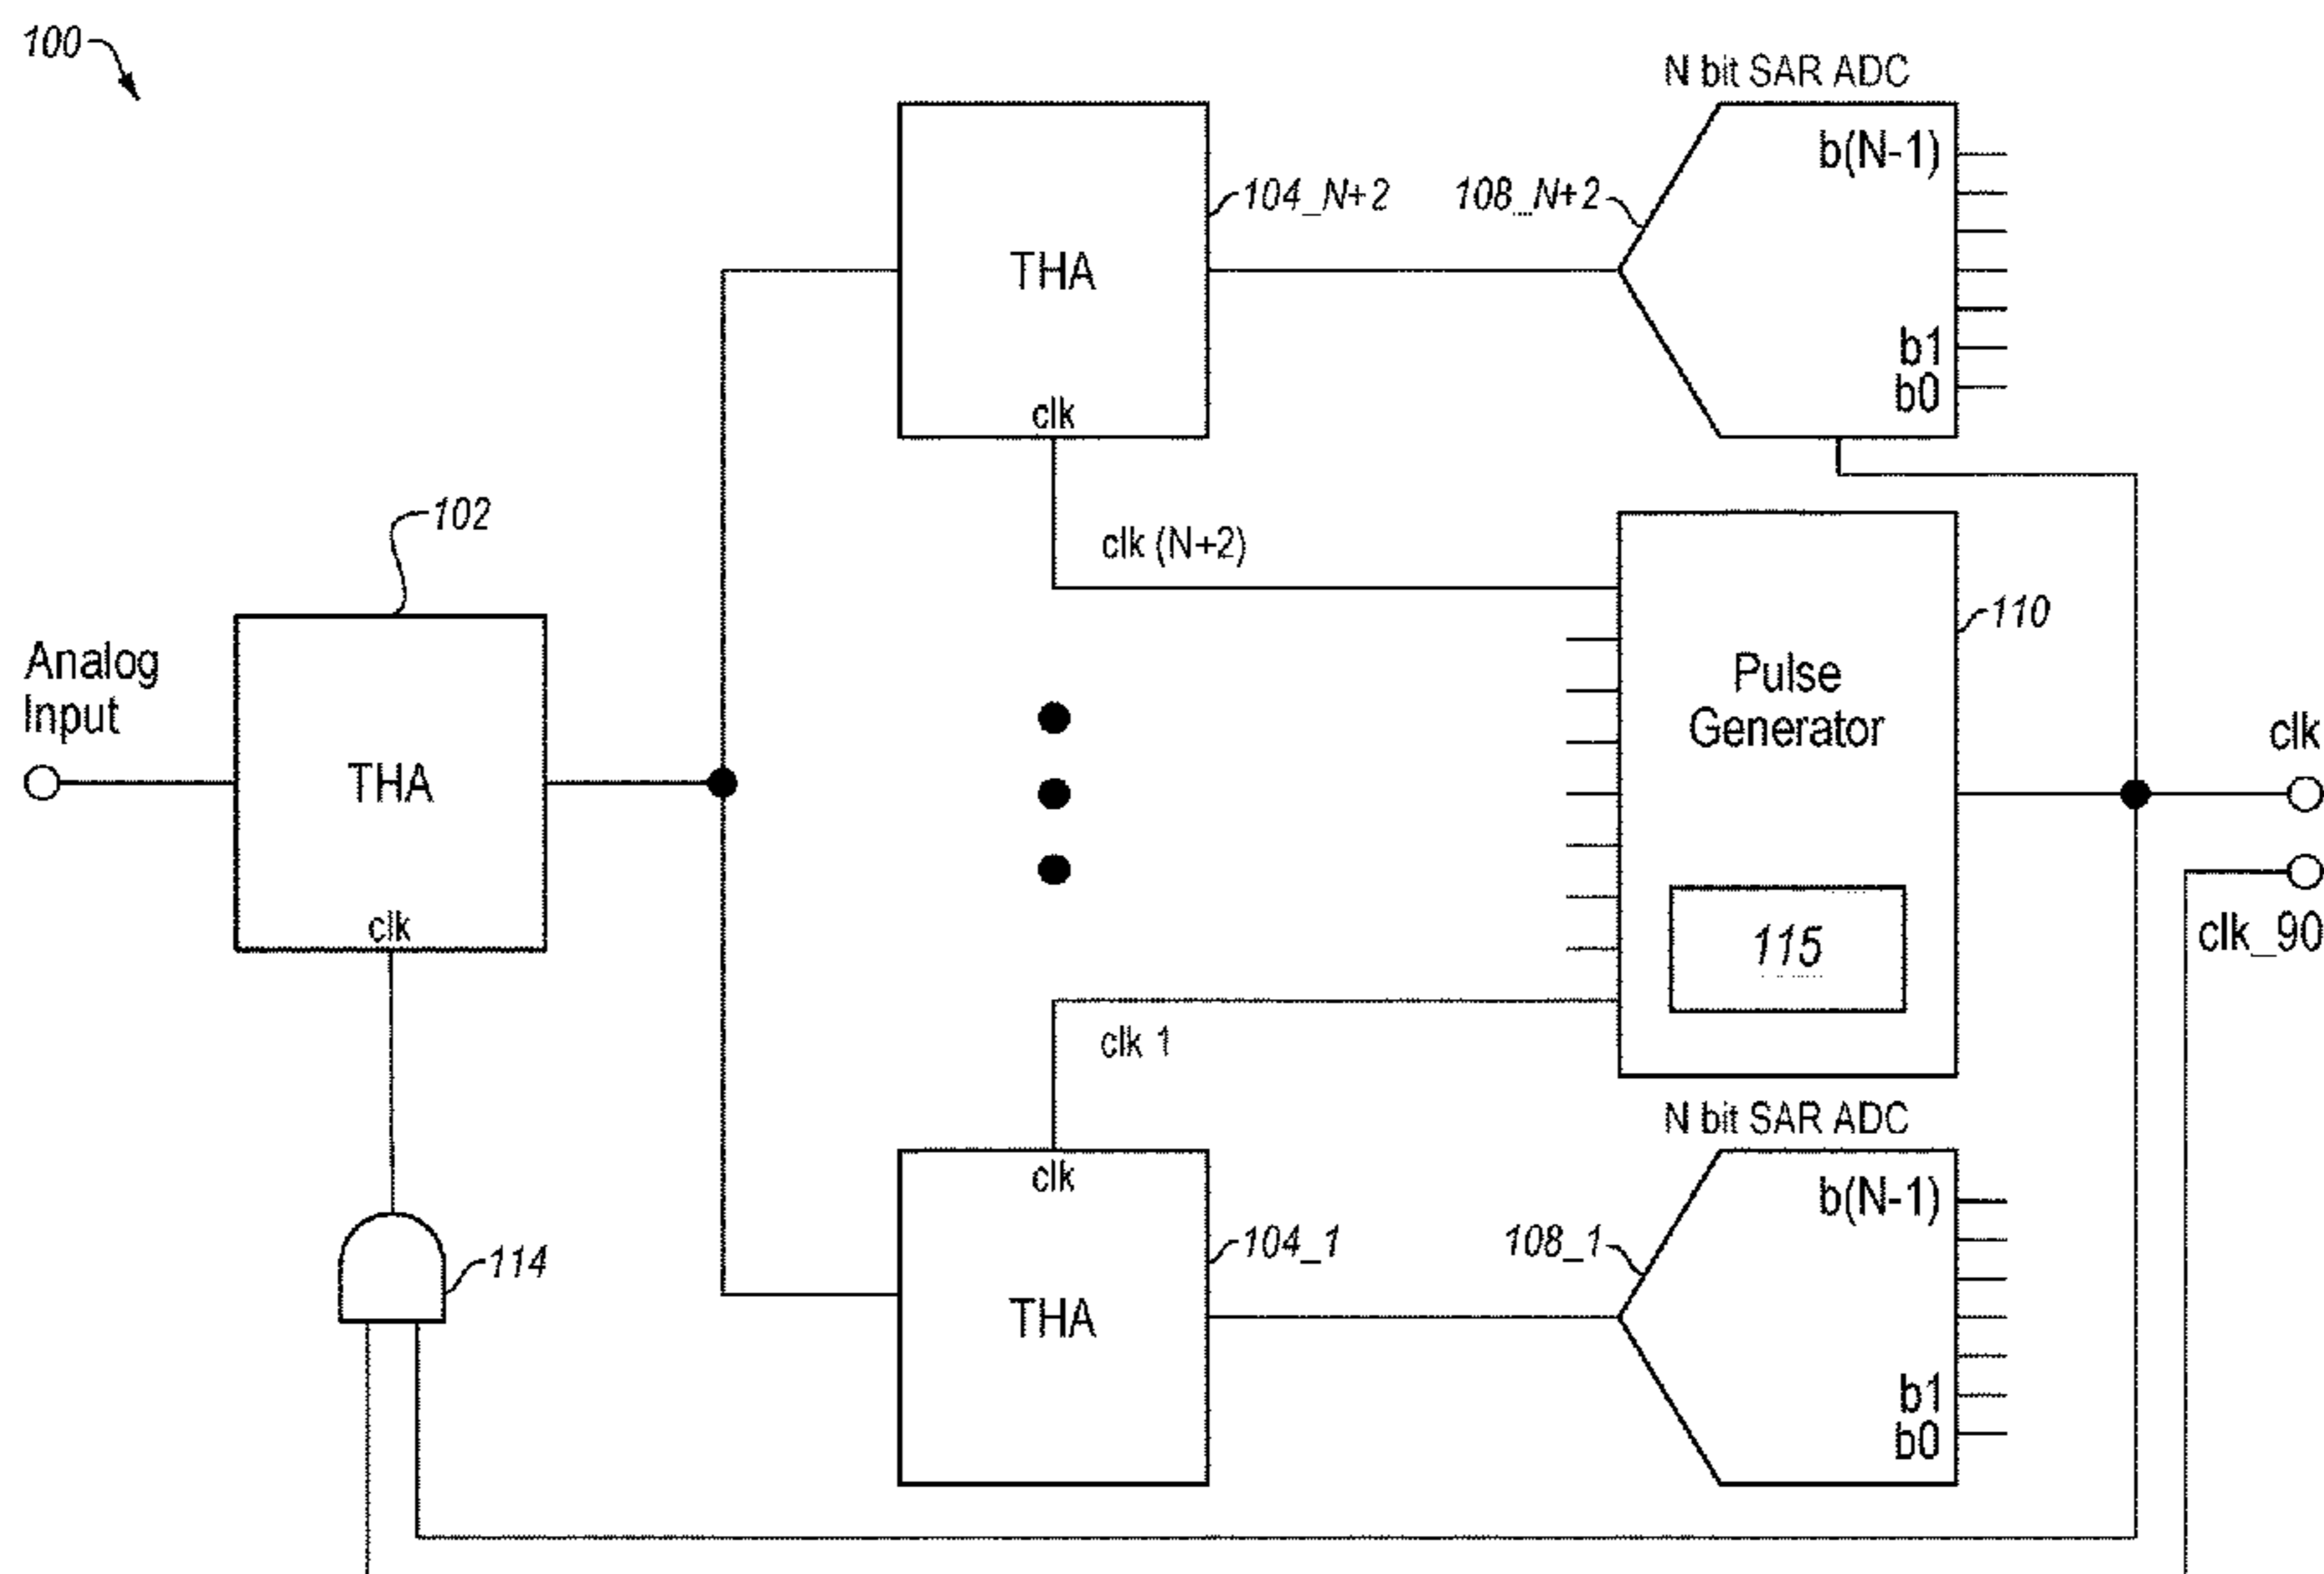 100
N bit SAR ADC
b(N-1)
104_N+2
108_N+2
THA
b1
b0
clk
102
clk (N+2)
110
Analog
Input
Pulse
Generator
clk
THA
115
clk_90
clk
clk 1
N bit SAR ADC
clk
b(N-1)
104_1
108_1
114
THA
b1
b0